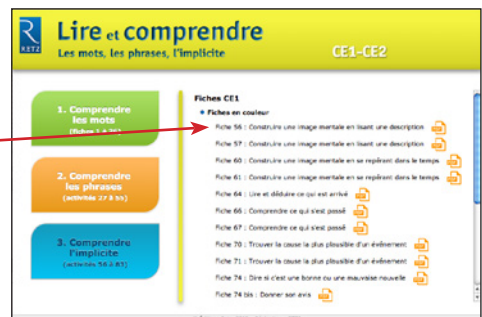 RETZ
Lire et comprendre
Les mots, les phrases, l'implicite
CE1-CE2
1. Comprendre
les mots
2. Comprendre
les phrases
(activités 27 à 55)
3. Comprendre
l'implicite
Fiches CE1
Fiches en couleur
Fiche 56 : Construire une image mentale en lisant une description
Fiche 57 : Construire une image mentale en lisant une description
Fiche 60 : Construire une image mentale en se repérant dans le temps
Fiche 61 : Construire une image mentale en se repérant dans le temps
Fiche 64 : Lire et déduire ce qui est arrivé
Fiche 66 : Comprendre ce qui s'est passé
Fiche 67 : Comprendre ce qui s'est passé
Fiche 70 : Trouver la cause la plus plausible d'un événement
Fiche 71 : Trouver la cause la plus plausible d'un événement
Fiche 74 : Dire si c'est une bonne ou une mauvaise nouvelle
Fiche 74 bis : Donner son avis